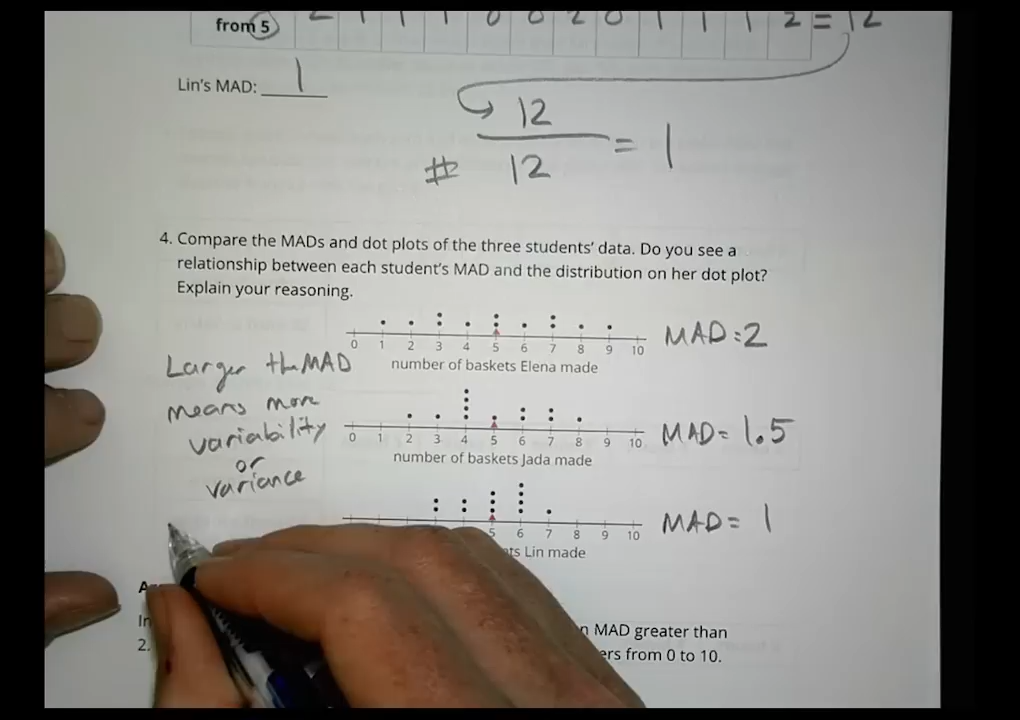 from 5 2 1 1 1 0 0 2 0 1 1 1 2 = 12
Lin's MAD: 1
12
# 12 = 1
4. Compare the MADs and dot plots of the three students' data. Do you see a
relationship between each student's MAD and the distribution on her dot plot?
Explain your reasoning.
0 1 2 3 4 5 6 7 8 9 10 MAD = 2
number of baskets Elena made
Larger the MAD
means more
variability
or
variance
0 1 2 3 4 5 6 7 8 9 10 MAD = 1.5
number of baskets Jada made
5 6 7 8 9 10 MAD = 1
Lin made
MAD greater than
2. from 0 to 10.